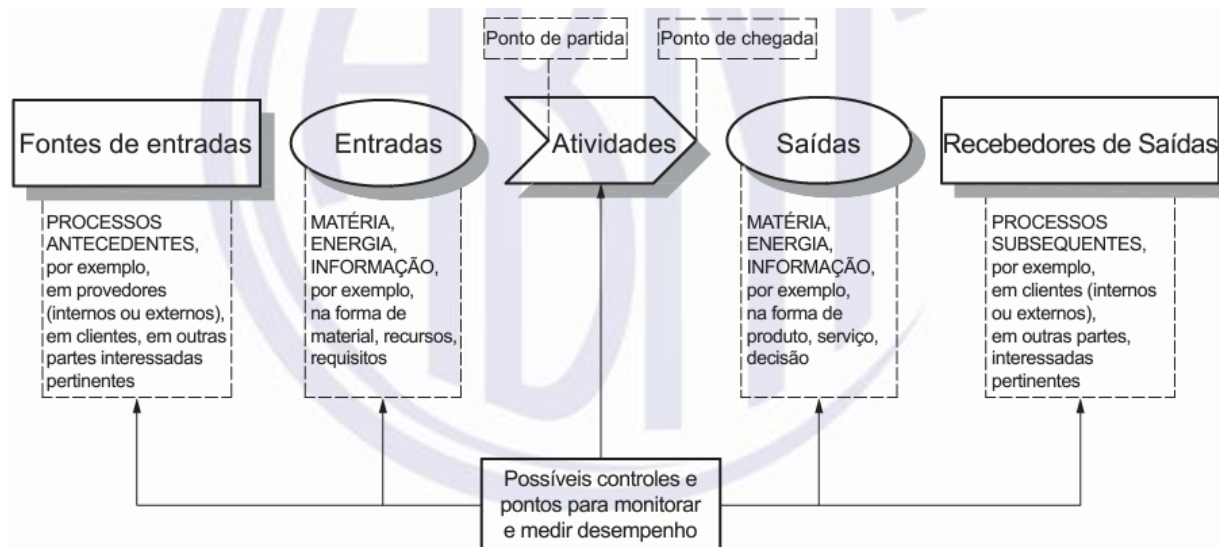 Ponto de partida
Ponto de chegada
Fontes de entradas
Entradas
Atividades
Saídas
Recebedores de Saídas
PROCESSOS
ANTECEDENTES,
por exemplo,
em provedores
(internos ou externos),
em clientes, em outras
partes interessadas
pertinentes
MATÉRIA,
ENERGIA,
INFORMAÇÃO,
por exemplo,
na forma de
material, recursos,
requisitos
MATÉRIA,
ENERGIA,
INFORMAÇÃO,
por exemplo,
na forma de
produto, serviço,
decisão
PROCESSOS
SUBSEQUENTES,
por exemplo,
em clientes (internos
ou externos),
em outras partes,
interessadas
pertinentes
Possíveis controles e
pontos para monitorar
e medir desempenho
ABNT